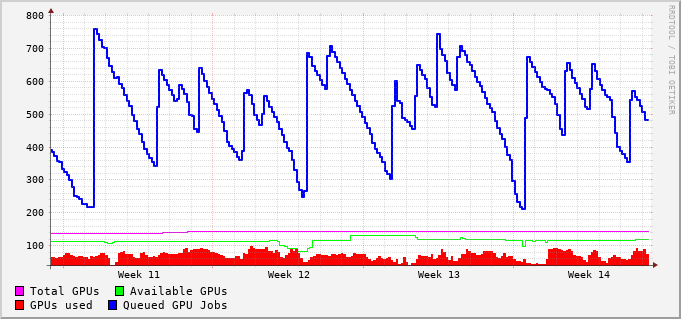 800
700
600
500
400
300
200
100
Week 11 Week 12 Week 13 Week 14
Total GPUs Available GPUs
GPUs used Queued GPU Jobs
RRDTOOL / TOBI OETIKER